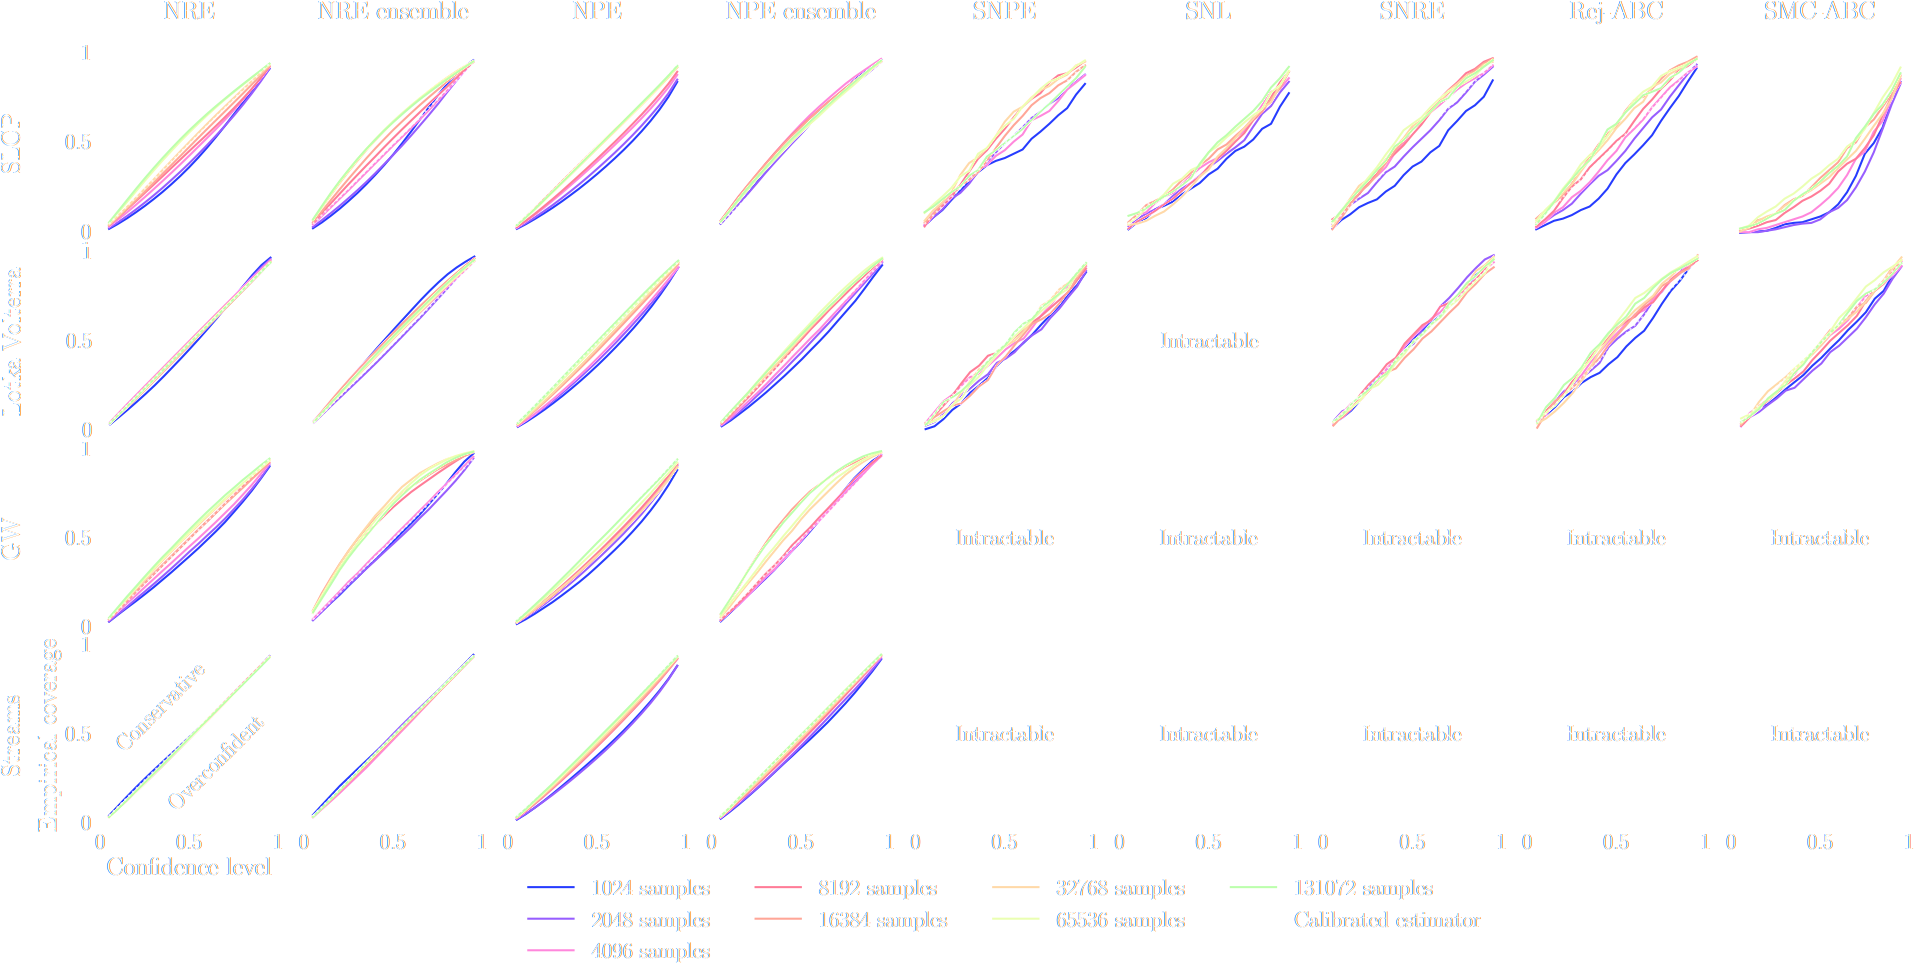 NRE NRE ensemble NPE NPE ensemble SNPE SNL SNRE Rej-ABC SMC-ABC
SLCP
1
0.5
0
Lotka Volterra
1
0.5
0
Intractable
GW
1
0.5
0
Intractable Intractable Intractable Intractable Intractable
Streams
Empirical coverage
1
0.5
0
Conservative
Overconfident
Intractable Intractable Intractable Intractable Intractable
0 0.5 1 0 0.5 1 0 0.5 1 0 0.5 1 0 0.5 1 0 0.5 1 0 0.5 1 0 0.5 1 0 0.5 1
Confidence level
1024 samples 8192 samples 32768 samples 131072 samples
2048 samples 16384 samples 65536 samples Calibrated estimator
4096 samples